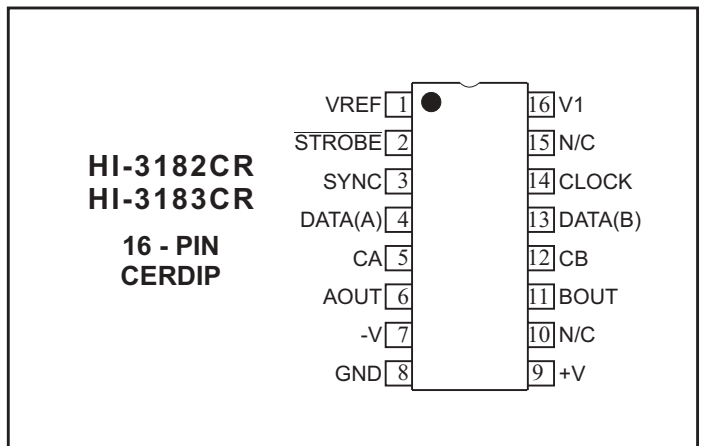 HI-3182CR
HI-3183CR
16 - PIN
CERDIP
VREF 1 16 V1
STROBE 2 15 N/C
SYNC 3 14 CLOCK
DATA(A) 4 13 DATA(B)
CA 5 12 CB
AOUT 6 11 BOUT
-V 7 10 N/C
GND 8 9 +V